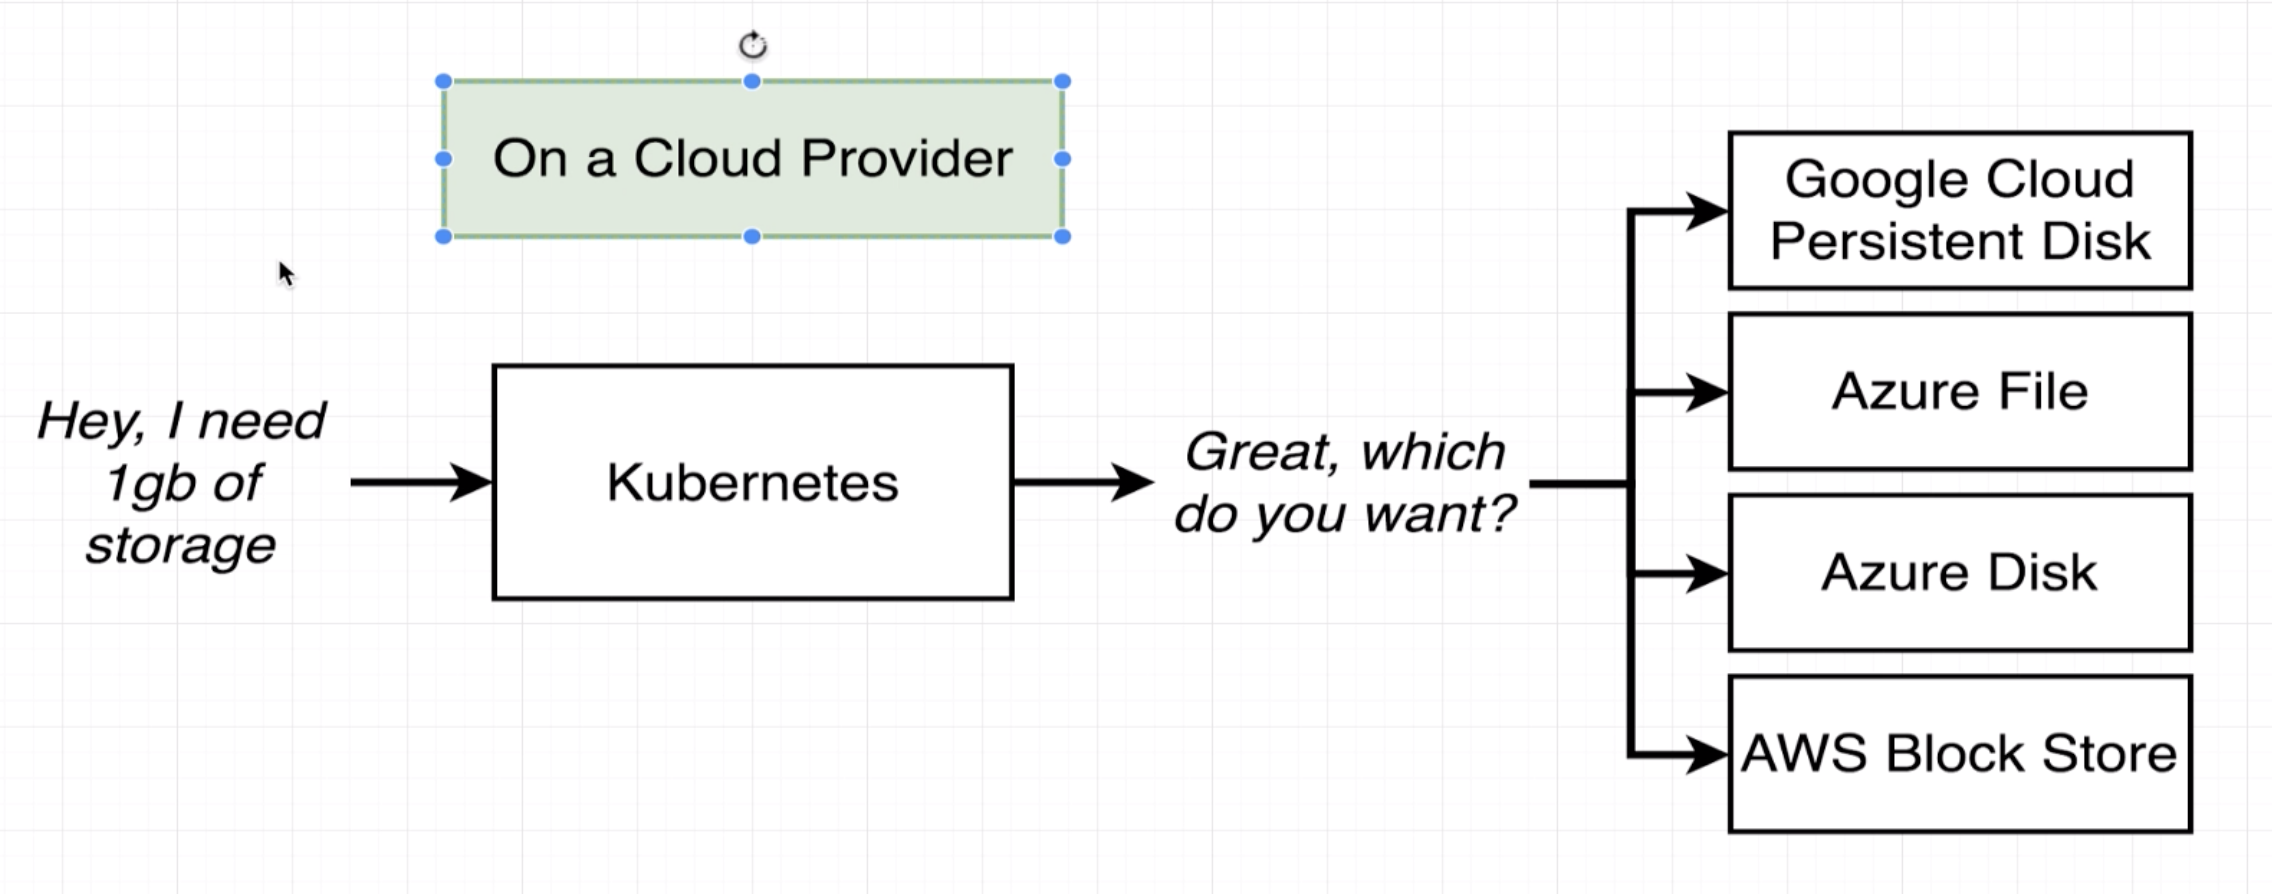 On a Cloud Provider
Hey, I need
1gb of
storage
Kubernetes
Great, which
do you want?
Google Cloud
Persistent Disk
Azure File
Azure Disk
AWS Block Store